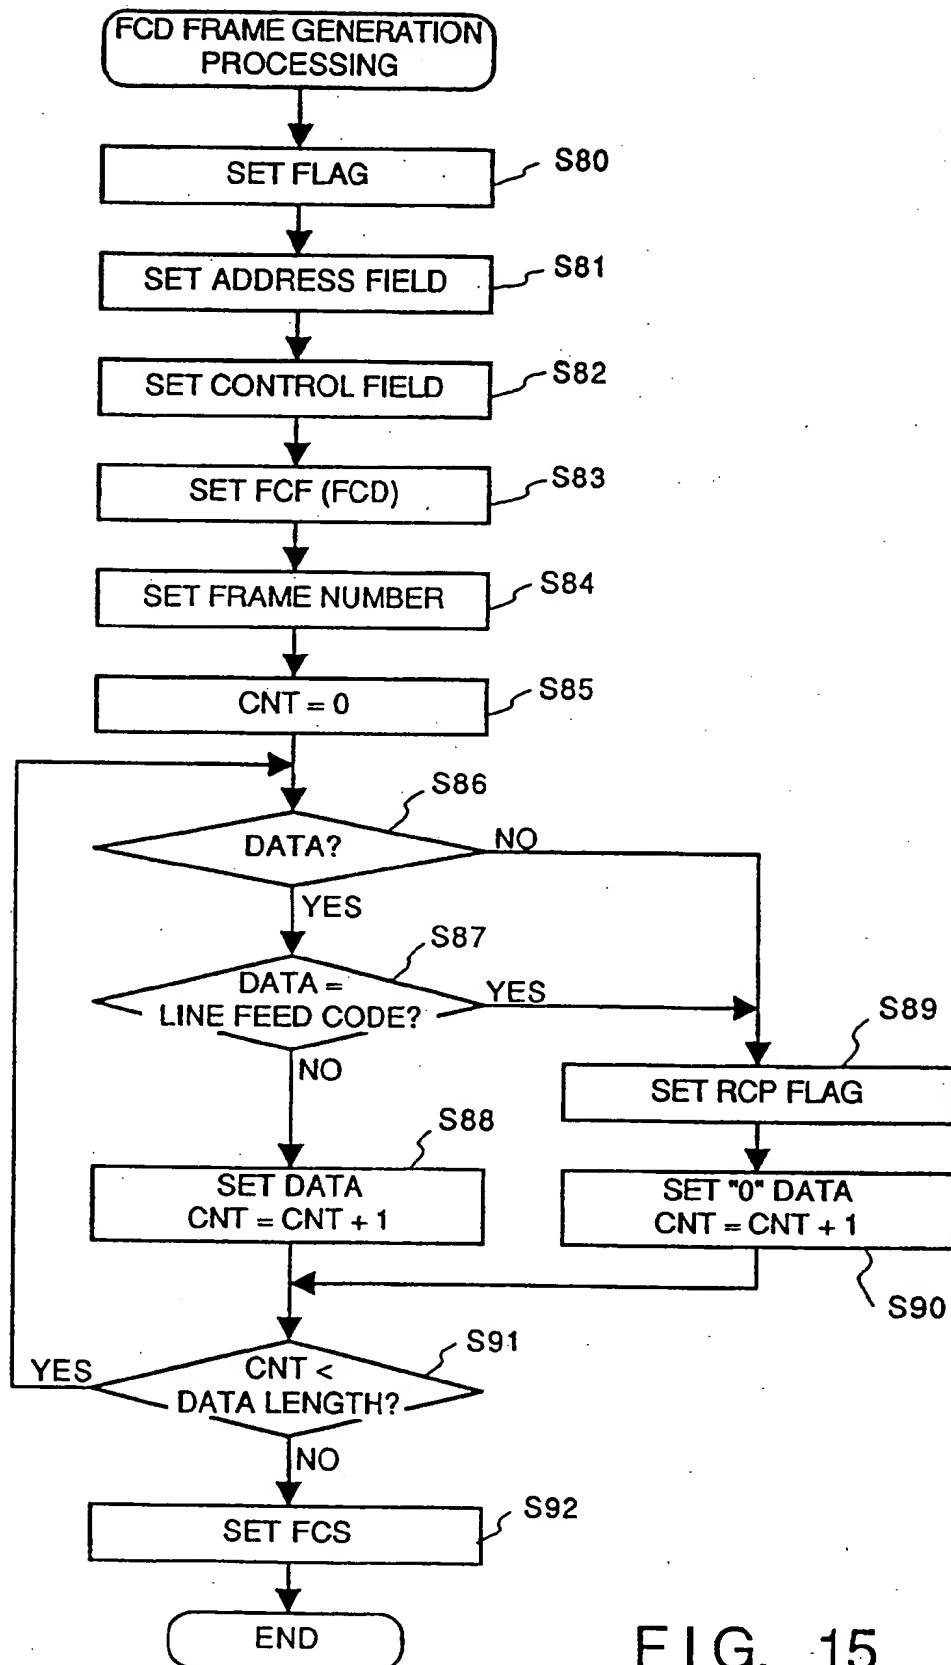 FCD FRAME GENERATION
PROCESSING
SET FLAG
S80
SET ADDRESS FIELD
S81
SET CONTROL FIELD
S82
SET FCF (FCD)
S83
SET FRAME NUMBER
S84
CNT = 0
S85
S86
DATA?
NO
YES
S87
DATA =
LINE FEED CODE?
YES
NO
S89
SET RCP FLAG
S88
SET DATA
CNT = CNT + 1
SET "0" DATA
CNT = CNT + 1
S90
S91
CNT <
DATA LENGTH?
YES
NO
SET FCS
S92
END
FIG. 15